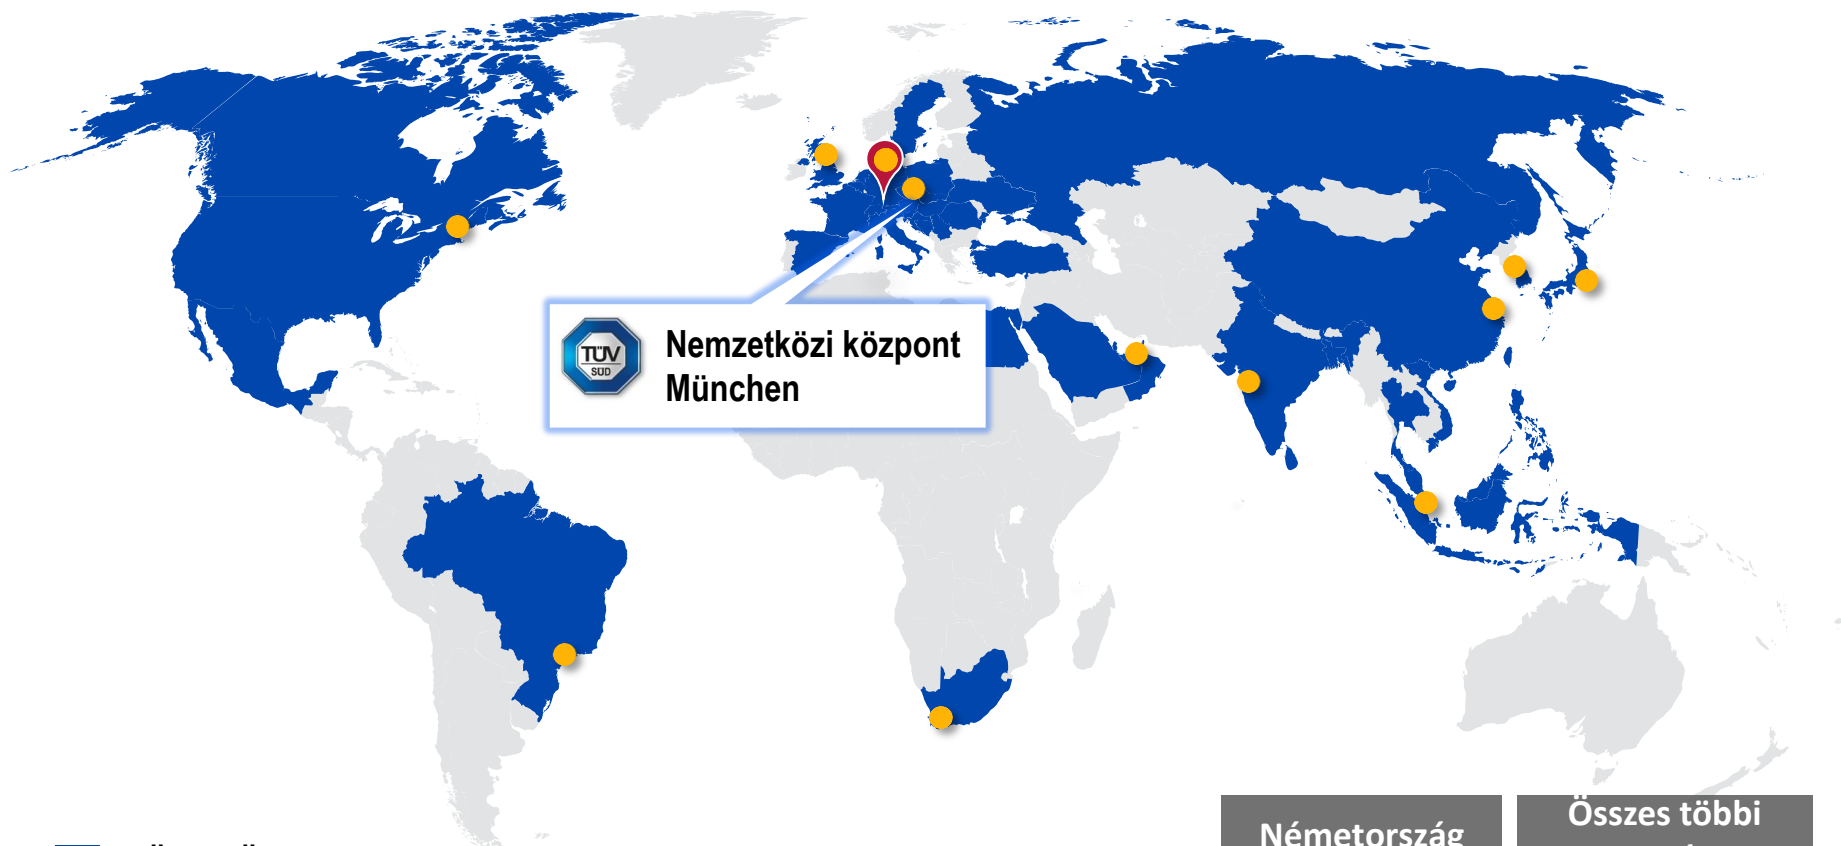 TÜV
SÜD
Nemzetközi központ
München
Összes többi
Németország